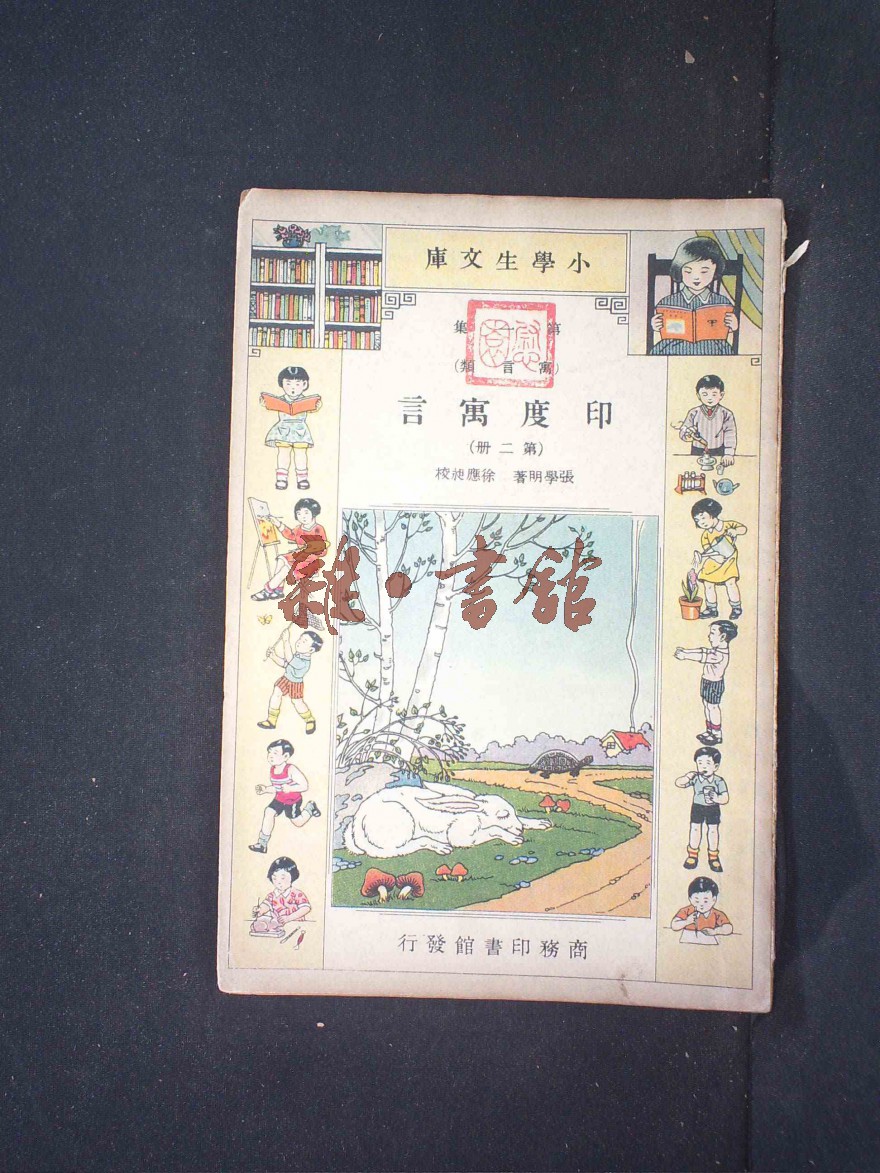 小學生文庫
第一集
(寓言類)
印度寓言
(第二册)
張學明著 徐應昶校
商務印書館發行
雜·書館